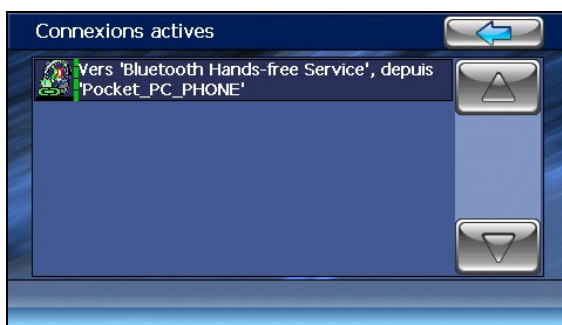 Connexions actives
Vers 'Bluetooth Hands-free Service', depuis
'Pocket_PC_PHONE'